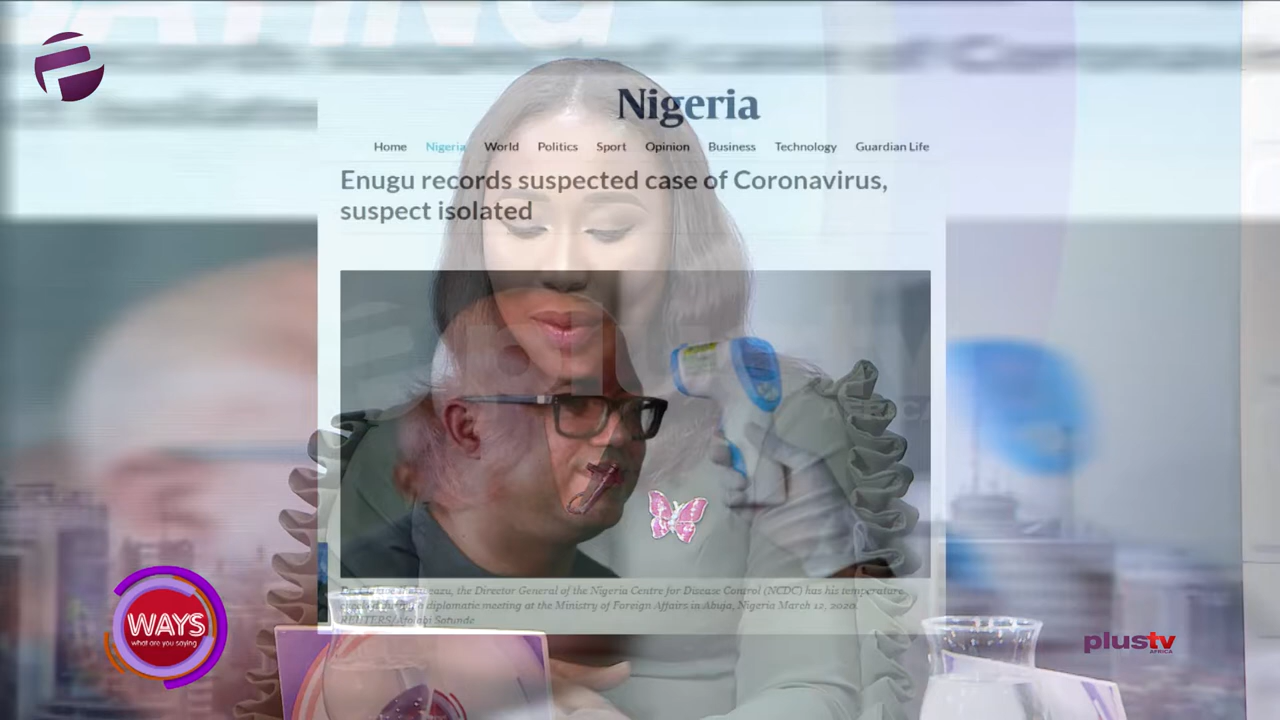 Nigeria
Home Nigeria World Politics Sport Opinion Business Technology Guardian Life
Enugu records suspected case of Coronavirus,
suspect isolated
the Director General of the Nigeria Centre for Disease Control (NCDC) has his temperature
diplomatic meeting at the Ministry of Foreign Affairs in Abuja, Nigeria March 12, 2020.
REUTERS/Afolabi Sotunde
WAYS
what are you saying
plustv
AFRICA